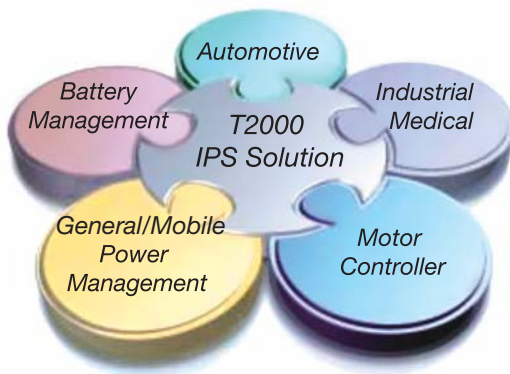 Automotive
Battery
Management
Industrial
Medical
T2000
IPS Solution
General/Mobile
Power
Management
Motor
Controller